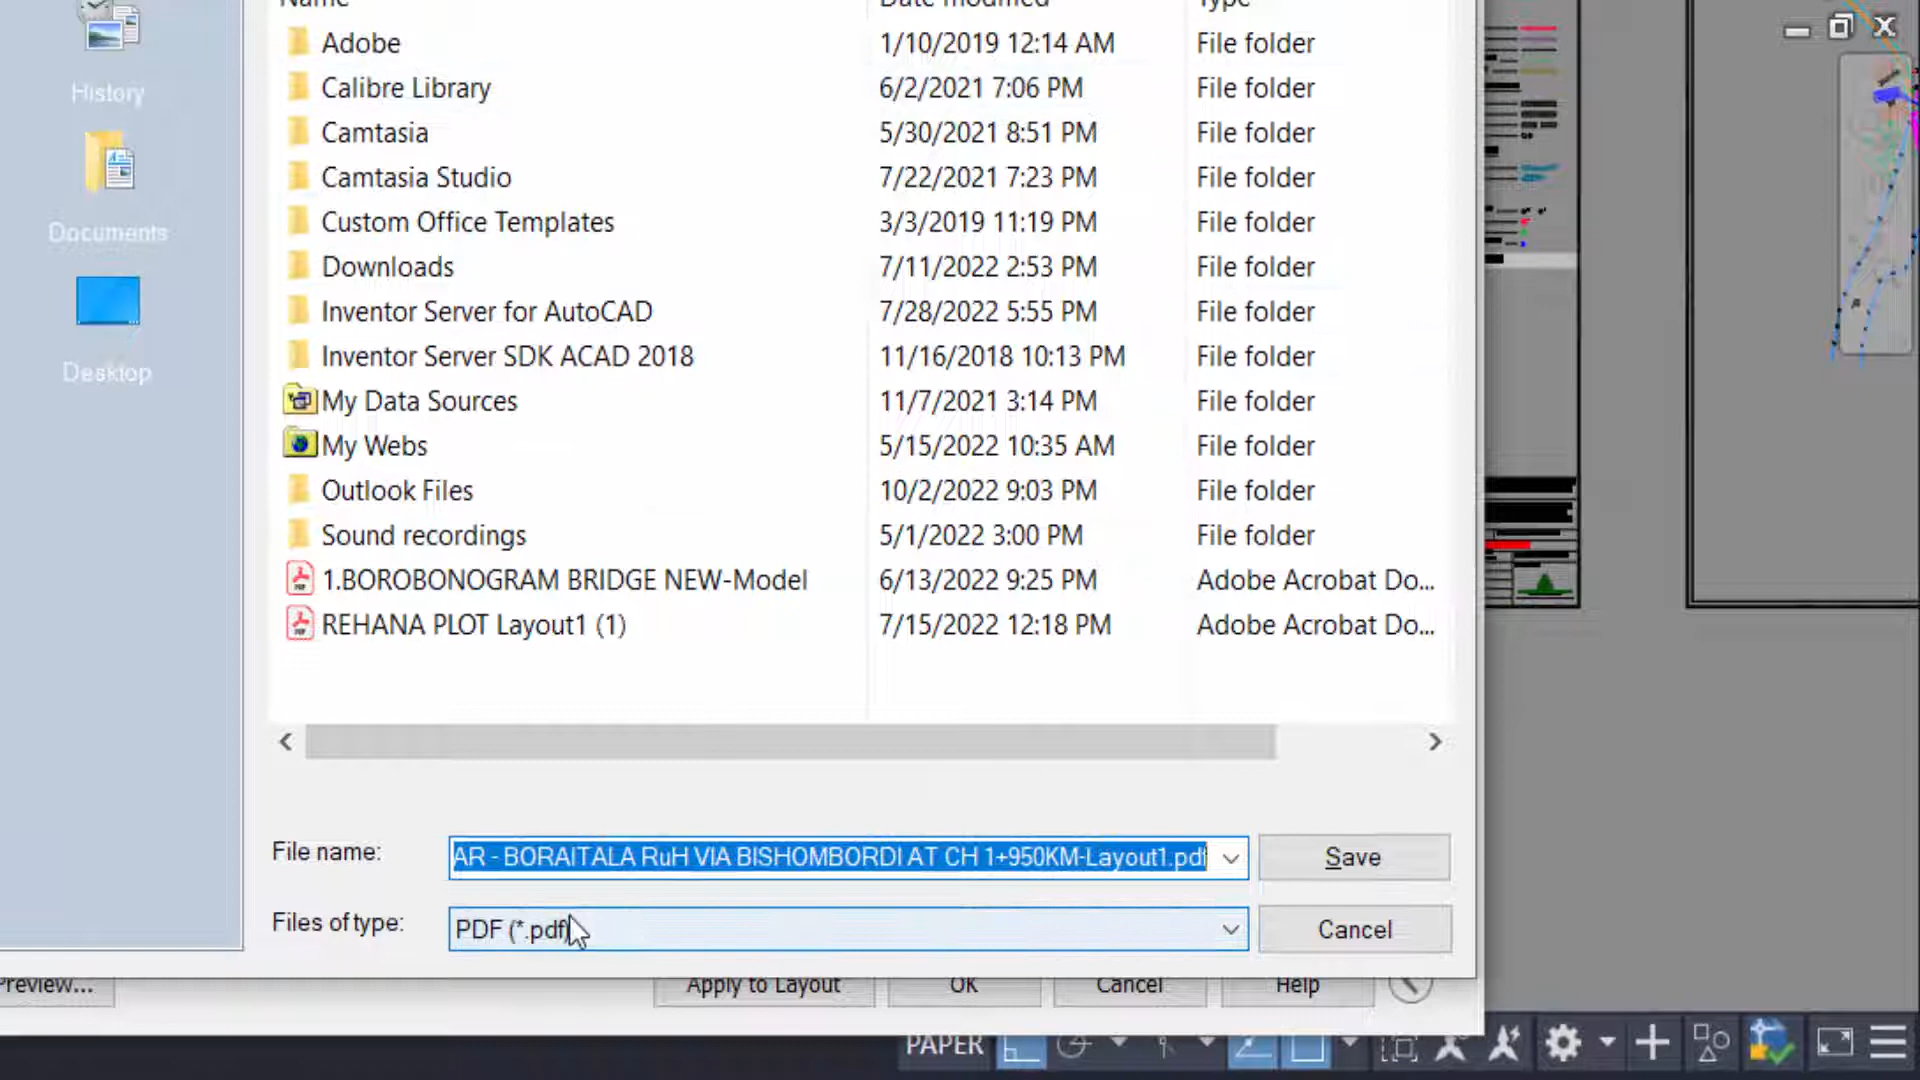 Name Date modified Type
History
Documents
Desktop
Adobe 1/10/2019 12:14 AM File folder
Calibre Library 6/2/2021 7:06 PM File folder
Camtasia 5/30/2021 8:51 PM File folder
Camtasia Studio 7/22/2021 7:23 PM File folder
Custom Office Templates 3/3/2019 11:19 PM File folder
Downloads 7/11/2022 2:53 PM File folder
Inventor Server for AutoCAD 7/28/2022 5:55 PM File folder
Inventor Server SDK ACAD 2018 11/16/2018 10:13 PM File folder
My Data Sources 11/7/2021 3:14 PM File folder
My Webs 5/15/2022 10:35 AM File folder
Outlook Files 10/2/2022 9:03 PM File folder
Sound recordings 5/1/2022 3:00 PM File folder
1.BOROBONOGRAM BRIDGE NEW-Model 6/13/2022 9:25 PM Adobe Acrobat Do...
REHANA PLOT Layout1 (1) 7/15/2022 12:18 PM Adobe Acrobat Do...
File name: AR - BORAITALA RuH VIA BISHOMBORDI AT CH 1+950KM-Layout1.pdf Save
Files of type: PDF (*.pdf) Cancel
Preview... Apply to Layout OK Cancel Help
PAPER